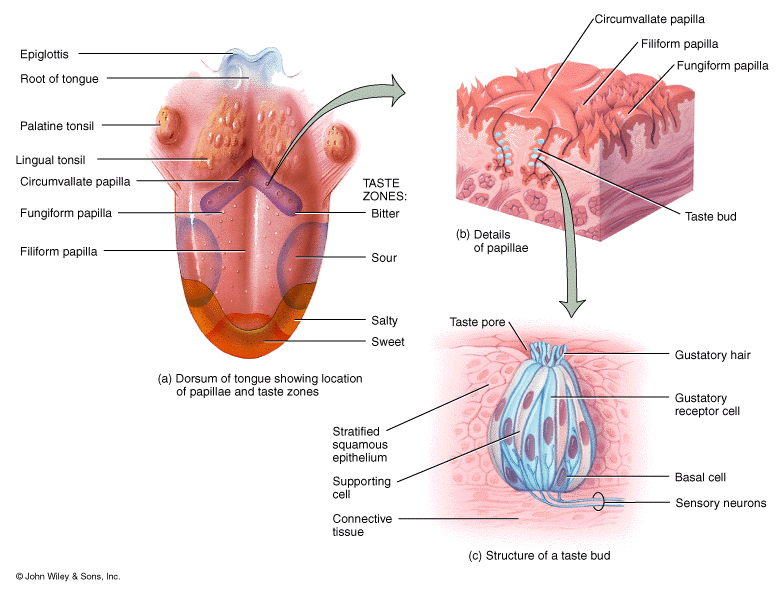 Epiglottis
Root of tongue
Palatine tonsil
Lingual tonsil
Circumvallate papilla
Fungiform papilla
Filiform papilla
TASTE
ZONES:
Bitter
Sour
Salty
Sweet
(a) Dorsum of tongue showing location
of papillae and taste zones
Circumvallate papilla
Filiform papilla
Fungiform papilla
Taste bud
(b) Details
of papillae
Taste pore
Gustatory hair
Gustatory
receptor cell
Stratified
squamous
epithelium
Supporting
cell
Basal cell
Sensory neurons
Connective
tissue
(c) Structure of a taste bud
© John Wiley & Sons, Inc.